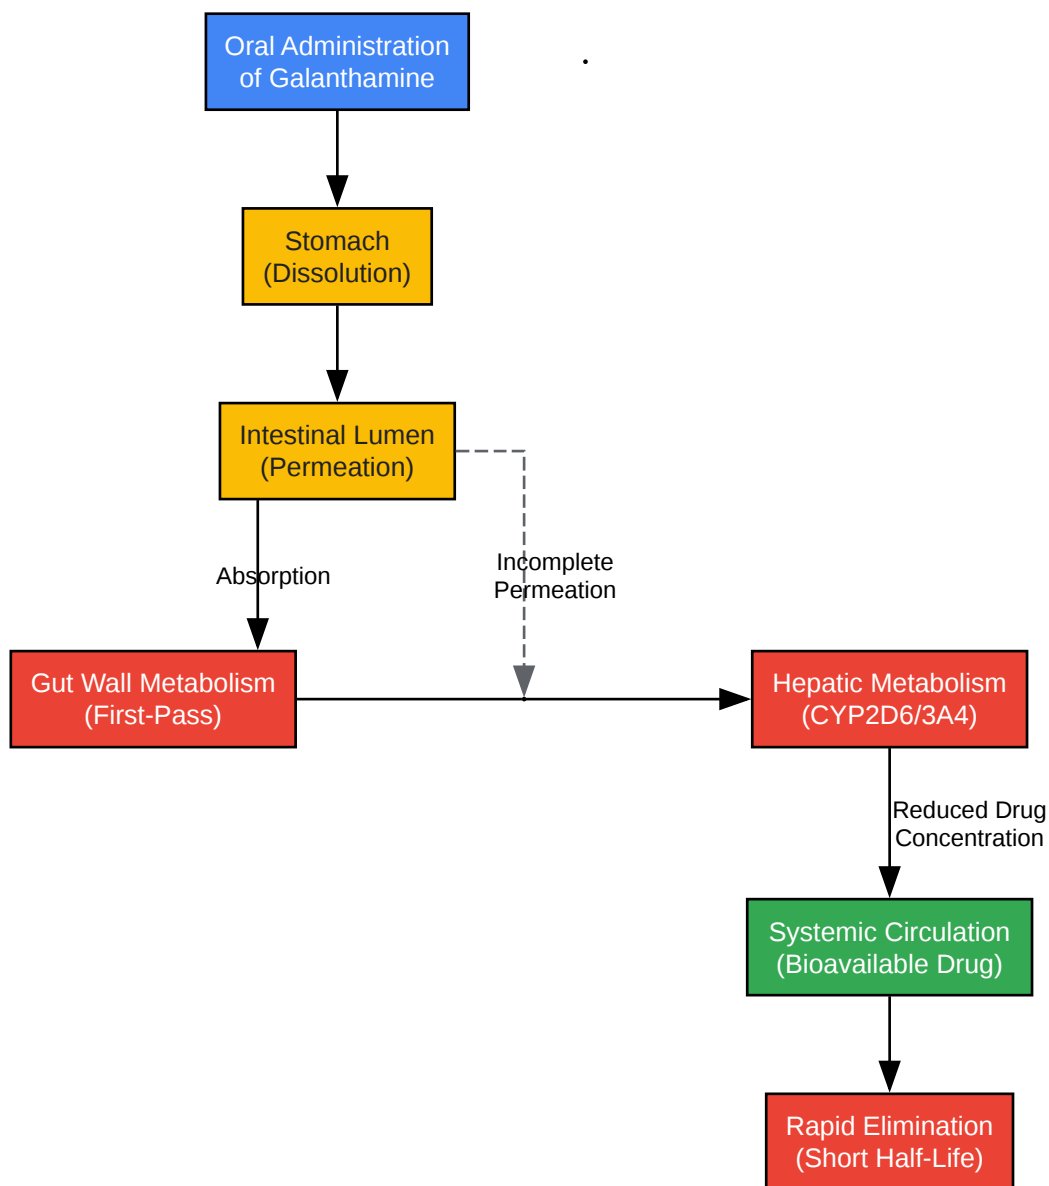 Oral Administration
of Galanthamine
Stomach
(Dissolution)
Intestinal Lumen
(Permeation)
Absorption
Incomplete
Permeation
Gut Wall Metabolism
(First-Pass)
Hepatic Metabolism
(CYP2D6/3A4)
Reduced Drug
Concentration
Systemic Circulation
(Bioavailable Drug)
Rapid Elimination
(Short Half-Life)